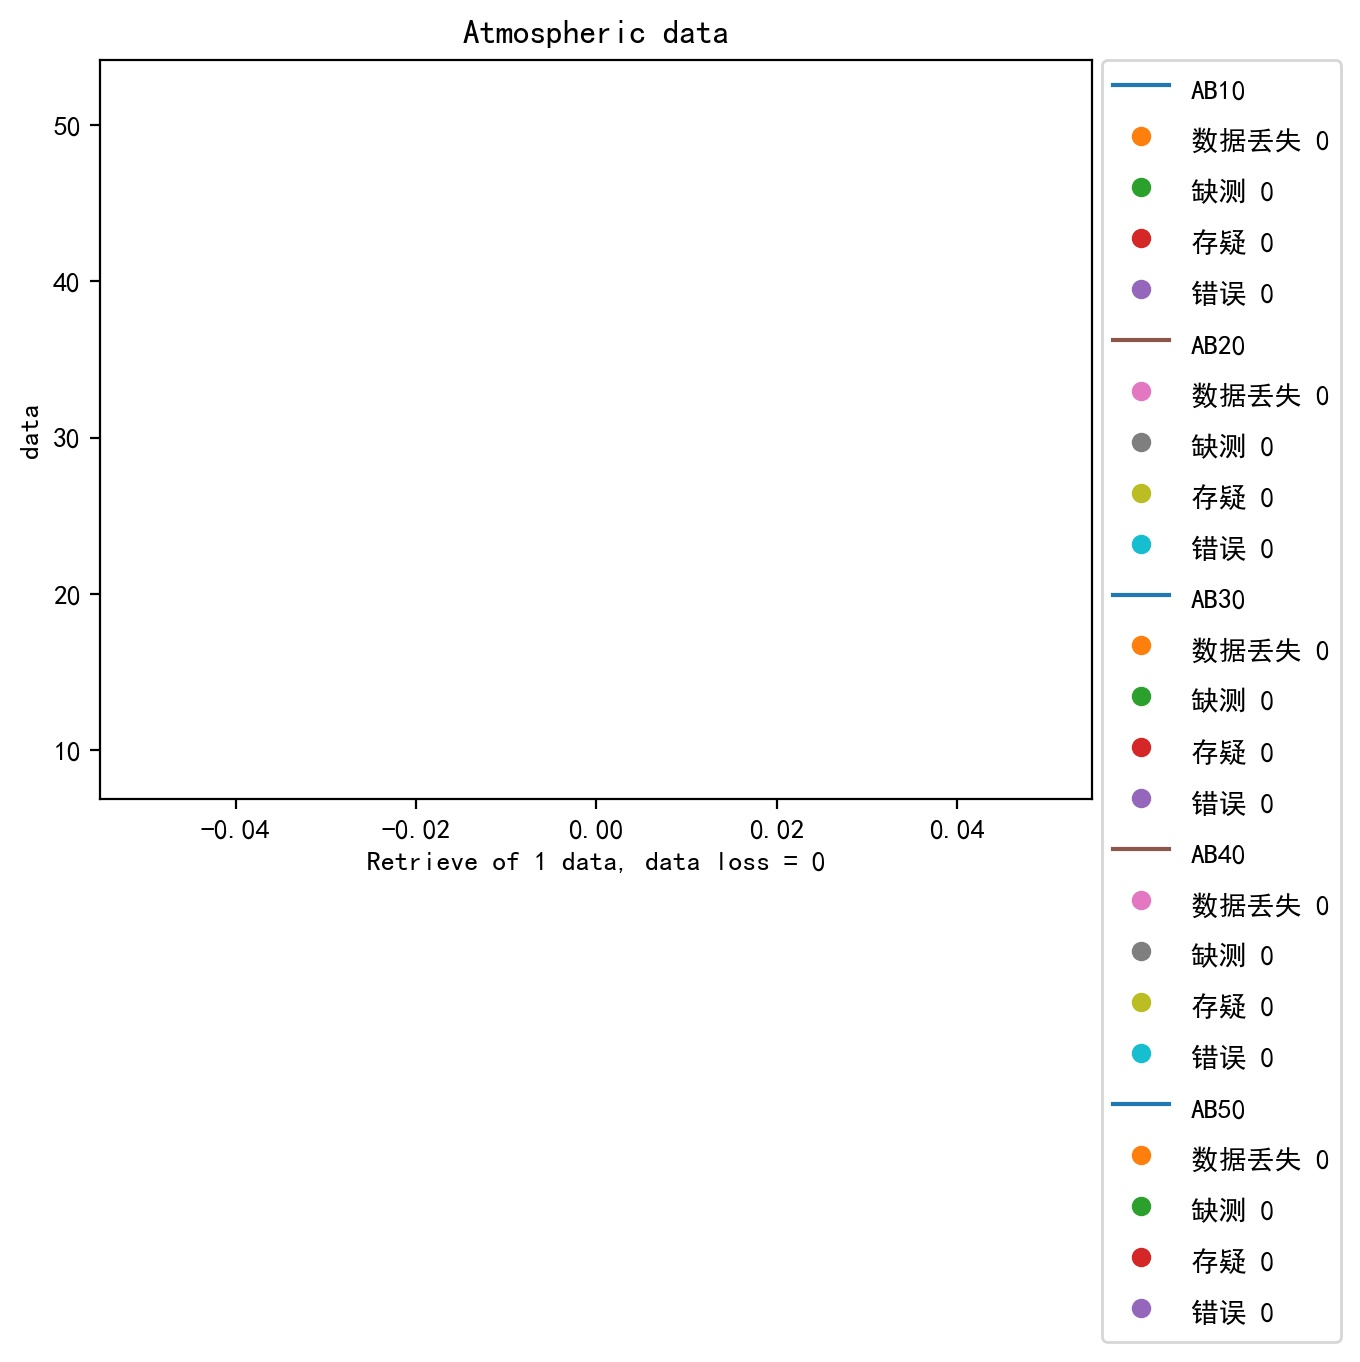 Atmospheric data
data
50
40
30
20
10
-0.04 -0.02 0.00 0.02 0.04
Retrieve of 1 data, data loss = 0
AB10
数据丢失 0
缺测 0
存疑 0
错误 0
AB20
数据丢失 0
缺测 0
存疑 0
错误 0
AB30
数据丢失 0
缺测 0
存疑 0
错误 0
AB40
数据丢失 0
缺测 0
存疑 0
错误 0
AB50
数据丢失 0
缺测 0
存疑 0
错误 0